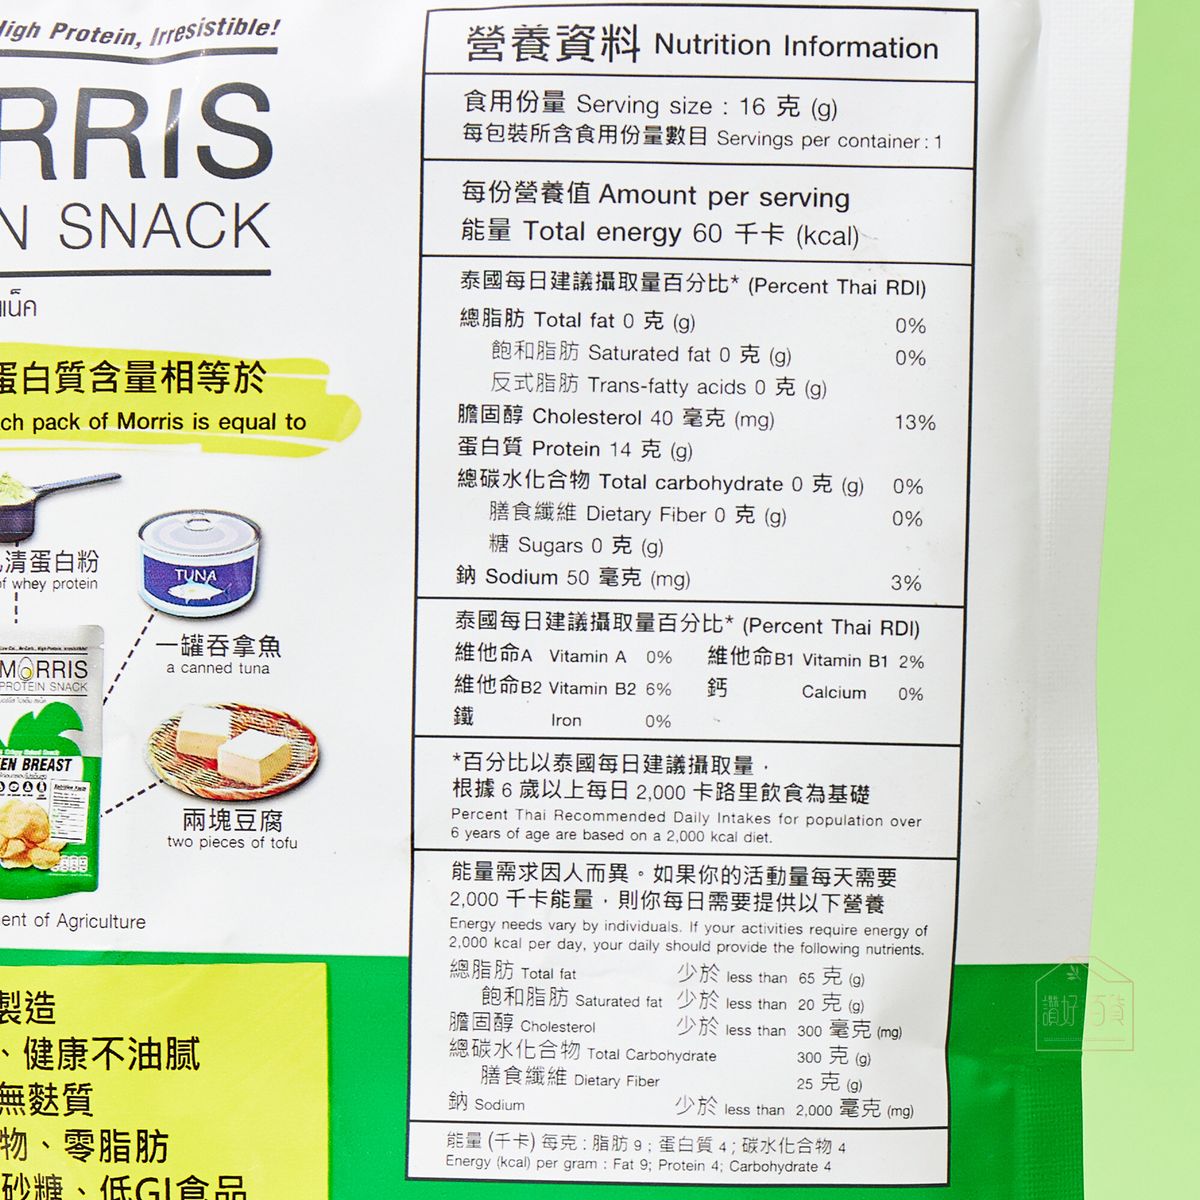 High Protein, Irresistible!
RRIS
N SNACK
แน็ค
蛋白質含量相等於
ch pack of Morris is equal to
清蛋白粉
of whey protein
TUNA
一罐吞拿魚
a canned tuna
MORRIS
PROTEIN SNACK
EN BREAST
兩塊豆腐
two pieces of tofu
ent of Agriculture
製造
、健康不油膩
無麩質
物、零脂肪
砂糖、低GI食品
營養資料 Nutrition Information
食用份量 Serving size : 16 克 (g)
每包裝所含食用份量數目 Servings per container : 1
每份營養值 Amount per serving
能量 Total energy 60 千卡 (kcal)
泰國每日建議攝取量百分比* (Percent Thai RDI)
總脂肪 Total fat 0 克 (g) 0%
飽和脂肪 Saturated fat 0 克 (g) 0%
反式脂肪 Trans-fatty acids 0 克 (g)
膽固醇 Cholesterol 40 毫克 (mg) 13%
蛋白質 Protein 14 克 (g)
總碳水化合物 Total carbohydrate 0 克 (g) 0%
膳食纖維 Dietary Fiber 0 克 (g) 0%
糖 Sugars 0 克 (g)
鈉 Sodium 50 毫克 (mg) 3%
泰國每日建議攝取量百分比* (Percent Thai RDI)
維他命A Vitamin A 0% 維他命B1 Vitamin B1 2%
維他命B2 Vitamin B2 6% 鈣 Calcium 0%
鐵 Iron 0%
*百分比以泰國每日建議攝取量，
根據 6 歲以上每日 2,000 卡路里飲食為基礎
Percent Thai Recommended Daily Intakes for population over
6 years of age are based on a 2,000 kcal diet.
能量需求因人而異。如果你的活動量每天需要
2,000 千卡能量，則你每日需要提供以下營養
Energy needs vary by individuals. If your activities require energy of
2,000 kcal per day, your daily should provide the following nutrients.
總脂肪 Total fat 少於 less than 65 克 (g)
飽和脂肪 Saturated fat 少於 less than 20 克 (g)
膽固醇 Cholesterol 少於 less than 300 毫克 (mg)
總碳水化合物 Total Carbohydrate 300 克 (g)
膳食纖維 Dietary Fiber 25 克 (g)
鈉 Sodium 少於 less than 2,000 毫克 (mg)
能量 (千卡) 每克 : 脂肪 9 ; 蛋白質 4 ; 碳水化合物 4
Energy (kcal) per gram : Fat 9; Protein 4; Carbohydrate 4
讚好百貨